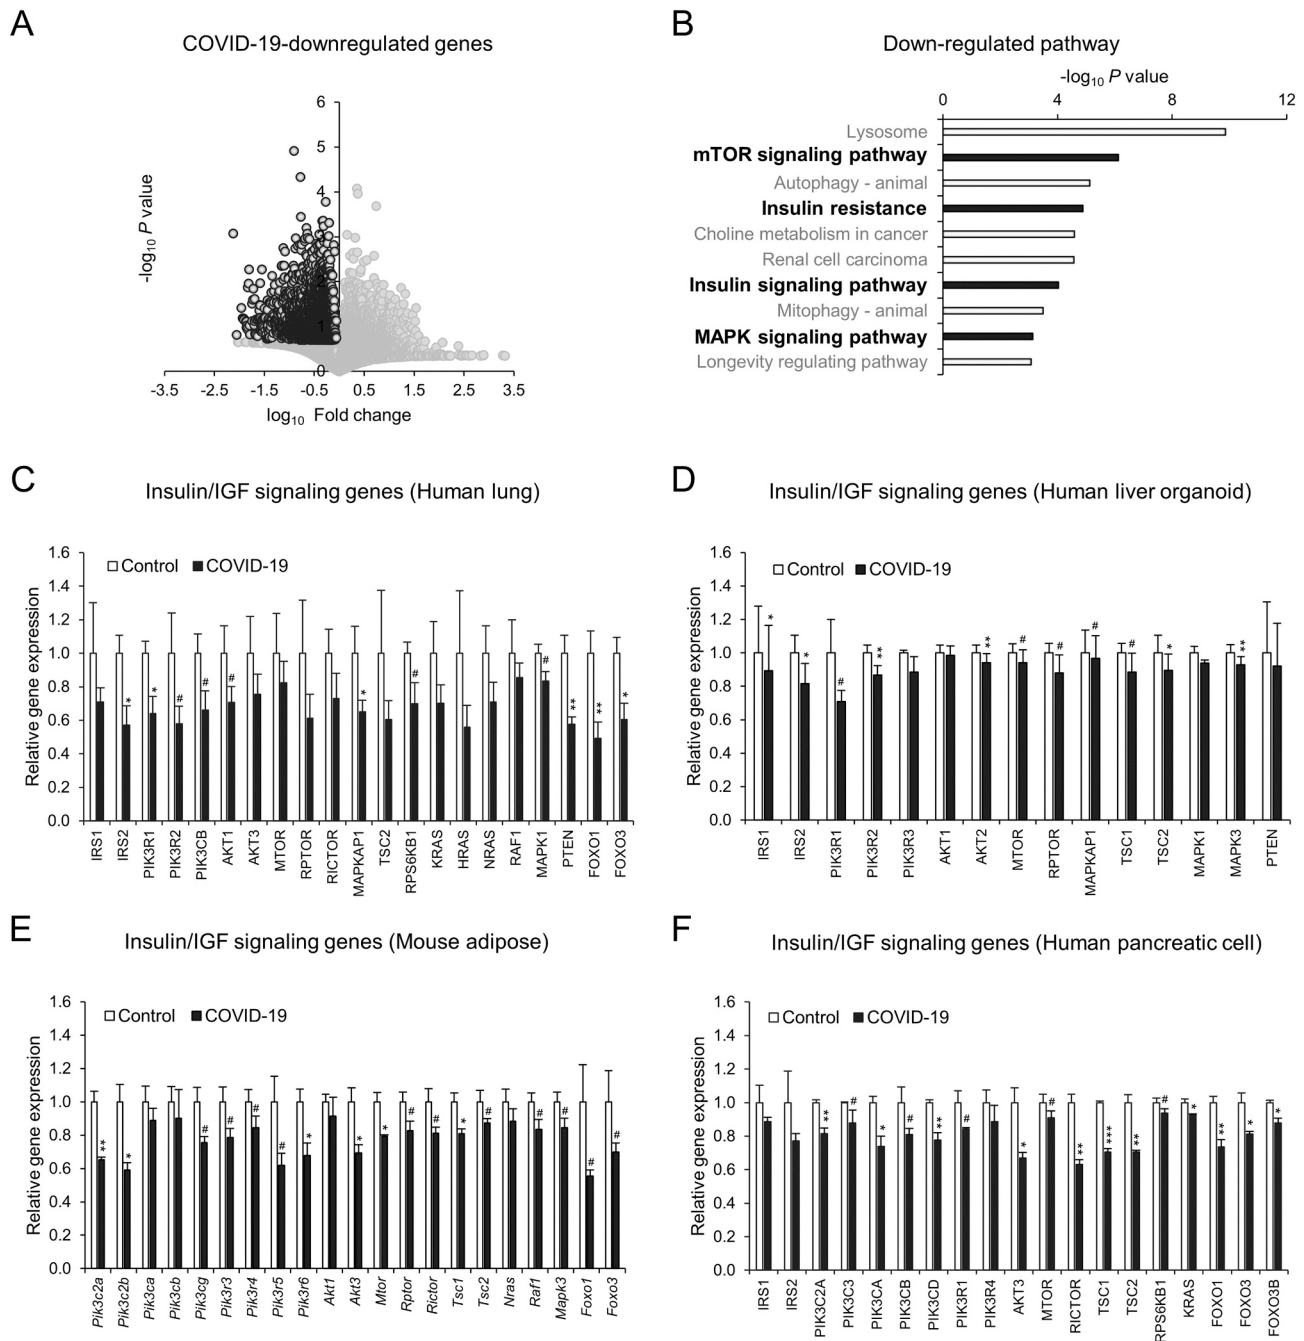 A
COVID-19-downregulated genes
-log10 P value
6
5
4
3
2
1
0
-3.5 -2.5 -1.5 -0.5 0.5 1.5 2.5 3.5
log10 Fold change
B
Down-regulated pathway
-log10 P value
0 4 8 12
Lysosome
mTOR signaling pathway
Autophagy - animal
Insulin resistance
Choline metabolism in cancer
Renal cell carcinoma
Insulin signaling pathway
Mitophagy - animal
MAPK signaling pathway
Longevity regulating pathway
C
Insulin/IGF signaling genes (Human lung)
Control COVID-19
Relative gene expression
1.6
1.4
1.2
1.0
0.8
0.6
0.4
0.2
0.0
* * # # # # * # # ** ** *
IRS1 IRS2 PIK3R1 PIK3R2 PIK3CB AKT1 AKT3 MTOR RPTOR RICTOR MAPKAP1 TSC2 RPS6KB1 KRAS HRAS NRAS RAF1 MAPK1 PTEN FOXO1 FOXO3
D
Insulin/IGF signaling genes (Human liver organoid)
Control COVID-19
Relative gene expression
1.6
1.4
1.2
1.0
0.8
0.6
0.4
0.2
0.0
* * # ** ** # # # # * **
IRS1 IRS2 PIK3R1 PIK3R2 PIK3R3 AKT1 AKT2 MTOR RPTOR MAPKAP1 TSC1 TSC2 MAPK1 MAPK3 PTEN
E
Insulin/IGF signaling genes (Mouse adipose)
Control COVID-19
Relative gene expression
1.6
1.4
1.2
1.0
0.8
0.6
0.4
0.2
0.0
** * # # # # * * * # # * # # # # #
Pik3c2a Pik3c2b Pik3ca Pik3cb Pik3cg Pik3r3 Pik3r4 Pik3r5 Pik3r6 Akt1 Akt3 Mtor Rptor Rictor Tsc1 Tsc2 Nras Raf1 Mapk3 Foxo1 Foxo3
F
Insulin/IGF signaling genes (Human pancreatic cell)
Control COVID-19
Relative gene expression
1.6
1.4
1.2
1.0
0.8
0.6
0.4
0.2
0.0
** # * # ** # * # ** *** ** # * ** * *
IRS1 IRS2 PIK3C2A PIK3C3 PIK3CA PIK3CB PIK3CD PIK3R1 PIK3R4 AKT3 MTOR RICTOR TSC1 TSC2 RPS6KB1 KRAS FOXO1 FOXO3 FOXO3B